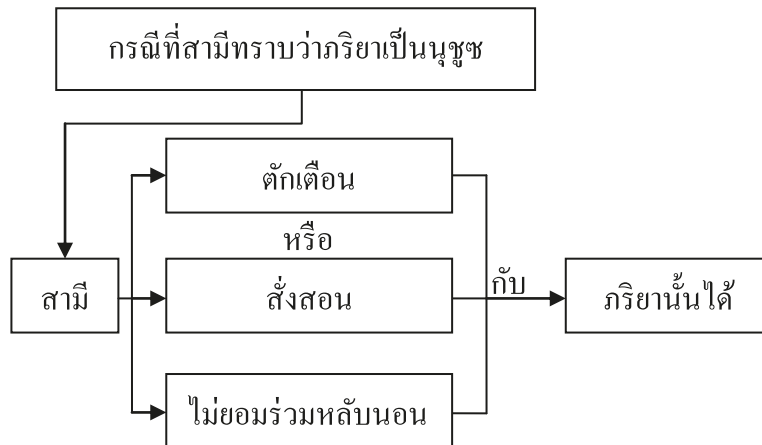 กรณีที่สามีทราบว่าภริยาเป็นนุชูซ
ตักเตือน
หรือ
สามี
สั่งสอน
กับ
ภริยานั้นได้
ไม่ยอมร่วมหลับนอน